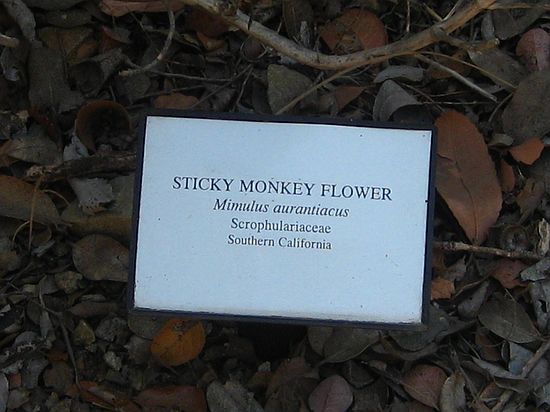 STICKY MONKEY FLOWER
Mimulus aurantiacus
Scrophulariaceae
Southern California